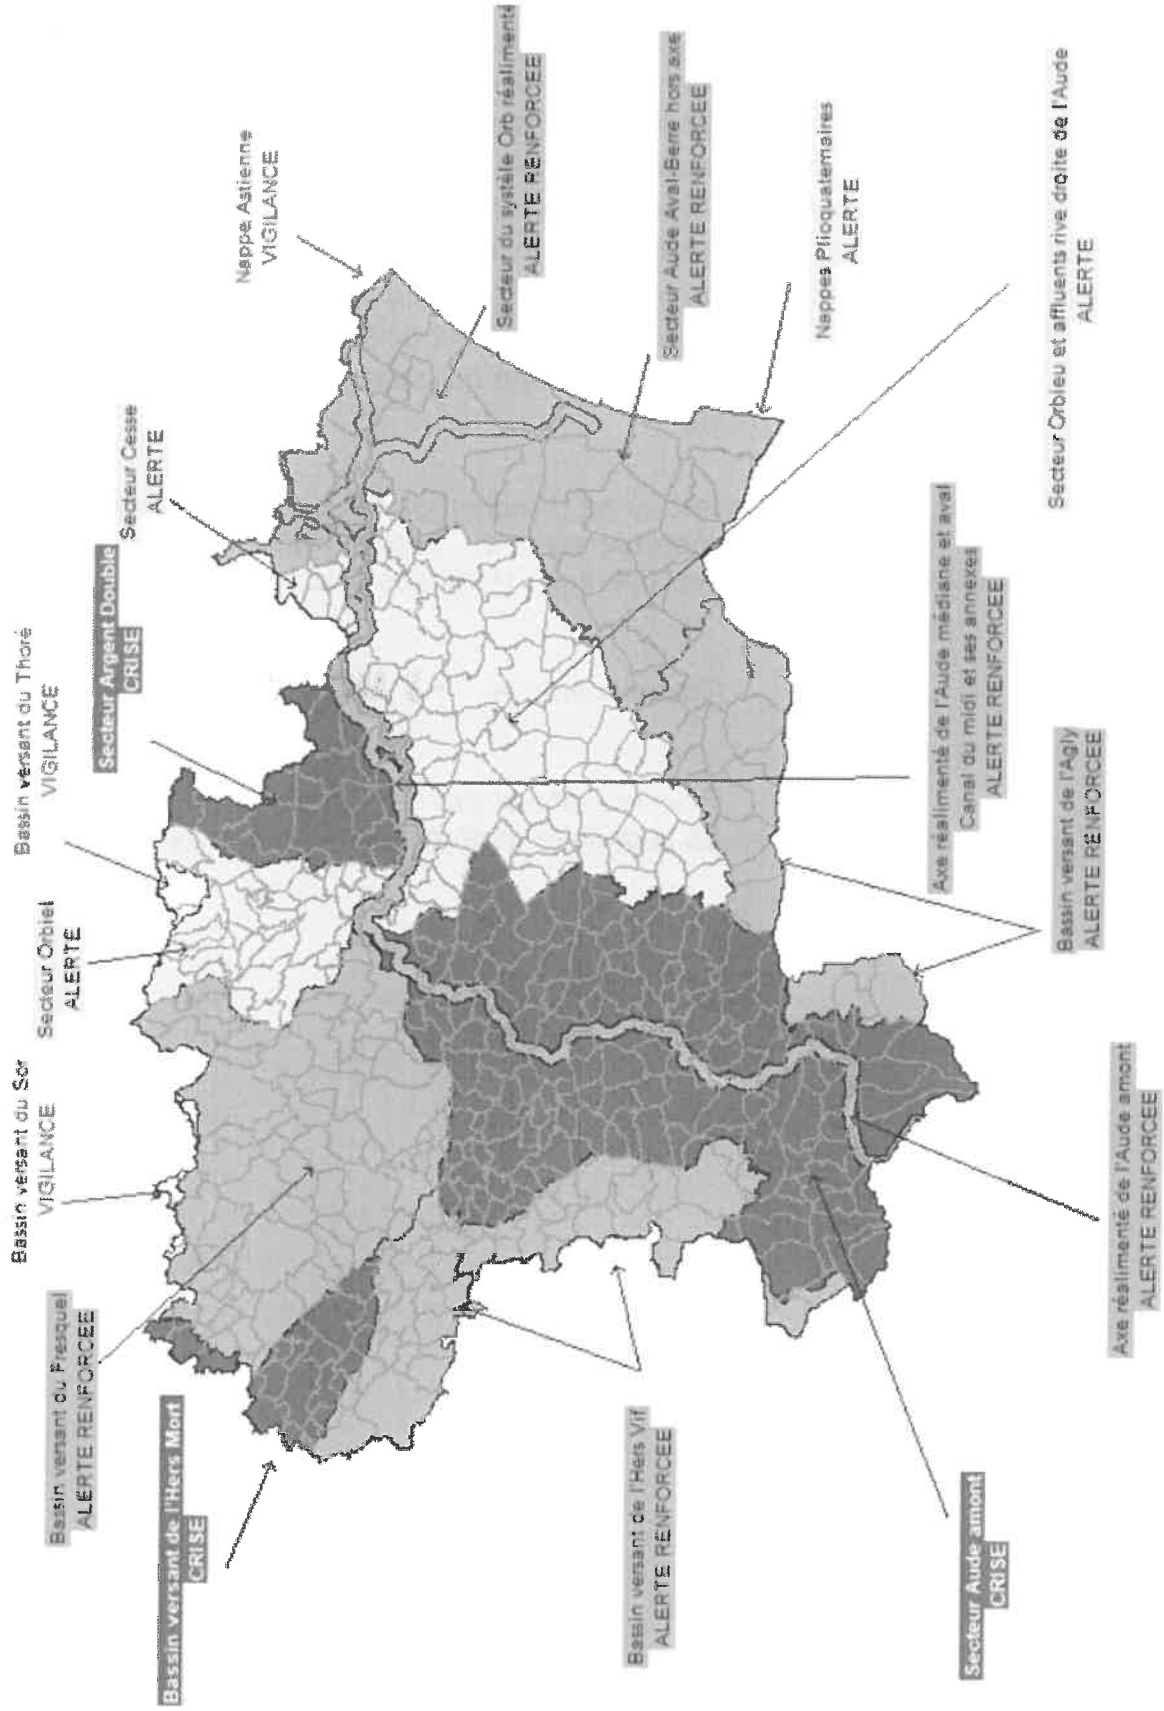 Bassin versant du Fresquel
ALERTE RENFORCEE
Bassin versant du Sor
VIGILANCE
Secteur Orbiel
ALERTE
Bassin versant du Thoré
VIGILANCE
Secteur Argent Double
CRISE
Secteur Cesse
ALERTE
Nappe Astienne
VIGILANCE
Bassin versant de l'Hers Mort
CRISE
Secteur du systèle Orb réalimenté
ALERTE RENFORCEE
Secteur Aude Aval-Berre hors axe
ALERTE RENFORCEE
Nappes Plioquaternaires
ALERTE
Bassin versant de l'Hers Vif
ALERTE RENFORCEE
Secteur Aude amont
CRISE
Axe réalimenté de l'Aude amont
ALERTE RENFORCEE
Bassin versant de l'Agly
ALERTE RENFORCEE
Axe réalimenté de l'Aude médiane et aval
Canal du midi et ses annexes
ALERTE RENFORCEE
Secteur Orbieu et affluents rive droite de l'Aude
ALERTE